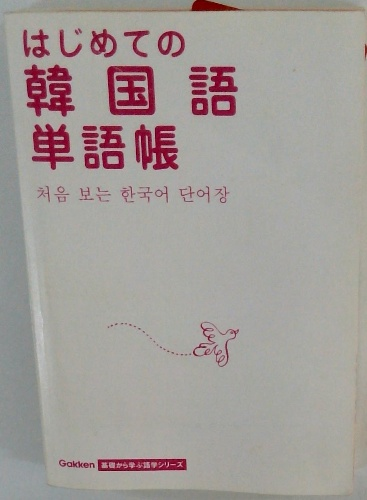 はじめての
韓国語
単語帳
처음 보는 한국어 단어장
Gakken 基礎から学ぶ語学シリーズ